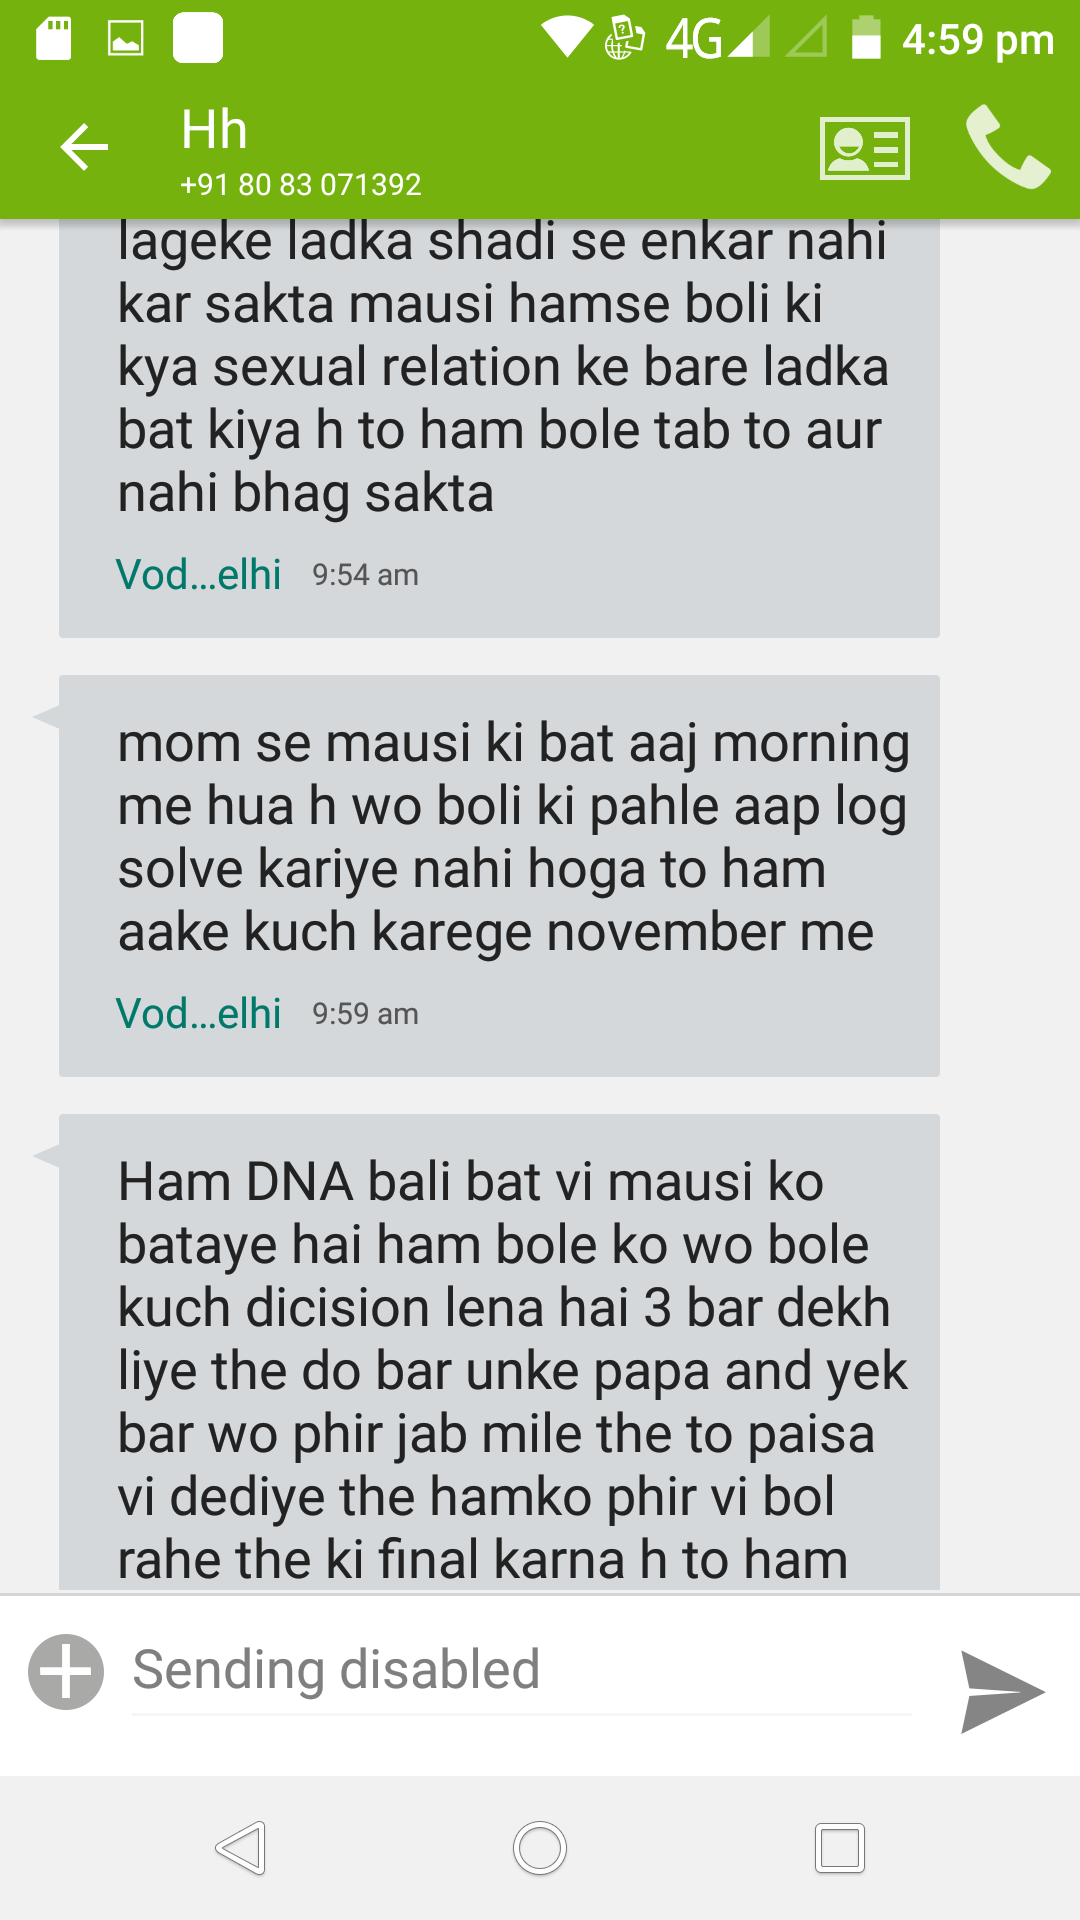 4G 4:59 pm
Hh
+91 80 83 071392
lageke ladka shadi se enkar nahi
kar sakta mausi hamse boli ki
kya sexual relation ke bare ladka
bat kiya h to ham bole tab to aur
nahi bhag sakta
Vod...elhi 9:54 am
mom se mausi ki bat aaj morning
me hua h wo boli ki pahle aap log
solve kariye nahi hoga to ham
aake kuch karege november me
Vod...elhi 9:59 am
Ham DNA bali bat vi mausi ko
bataye hai ham bole ko wo bole
kuch dicision lena hai 3 bar dekh
liye the do bar unke papa and yek
bar wo phir jab mile the to paisa
vi dediye the hamko phir vi bol
rahe the ki final karna h to ham
Sending disabled